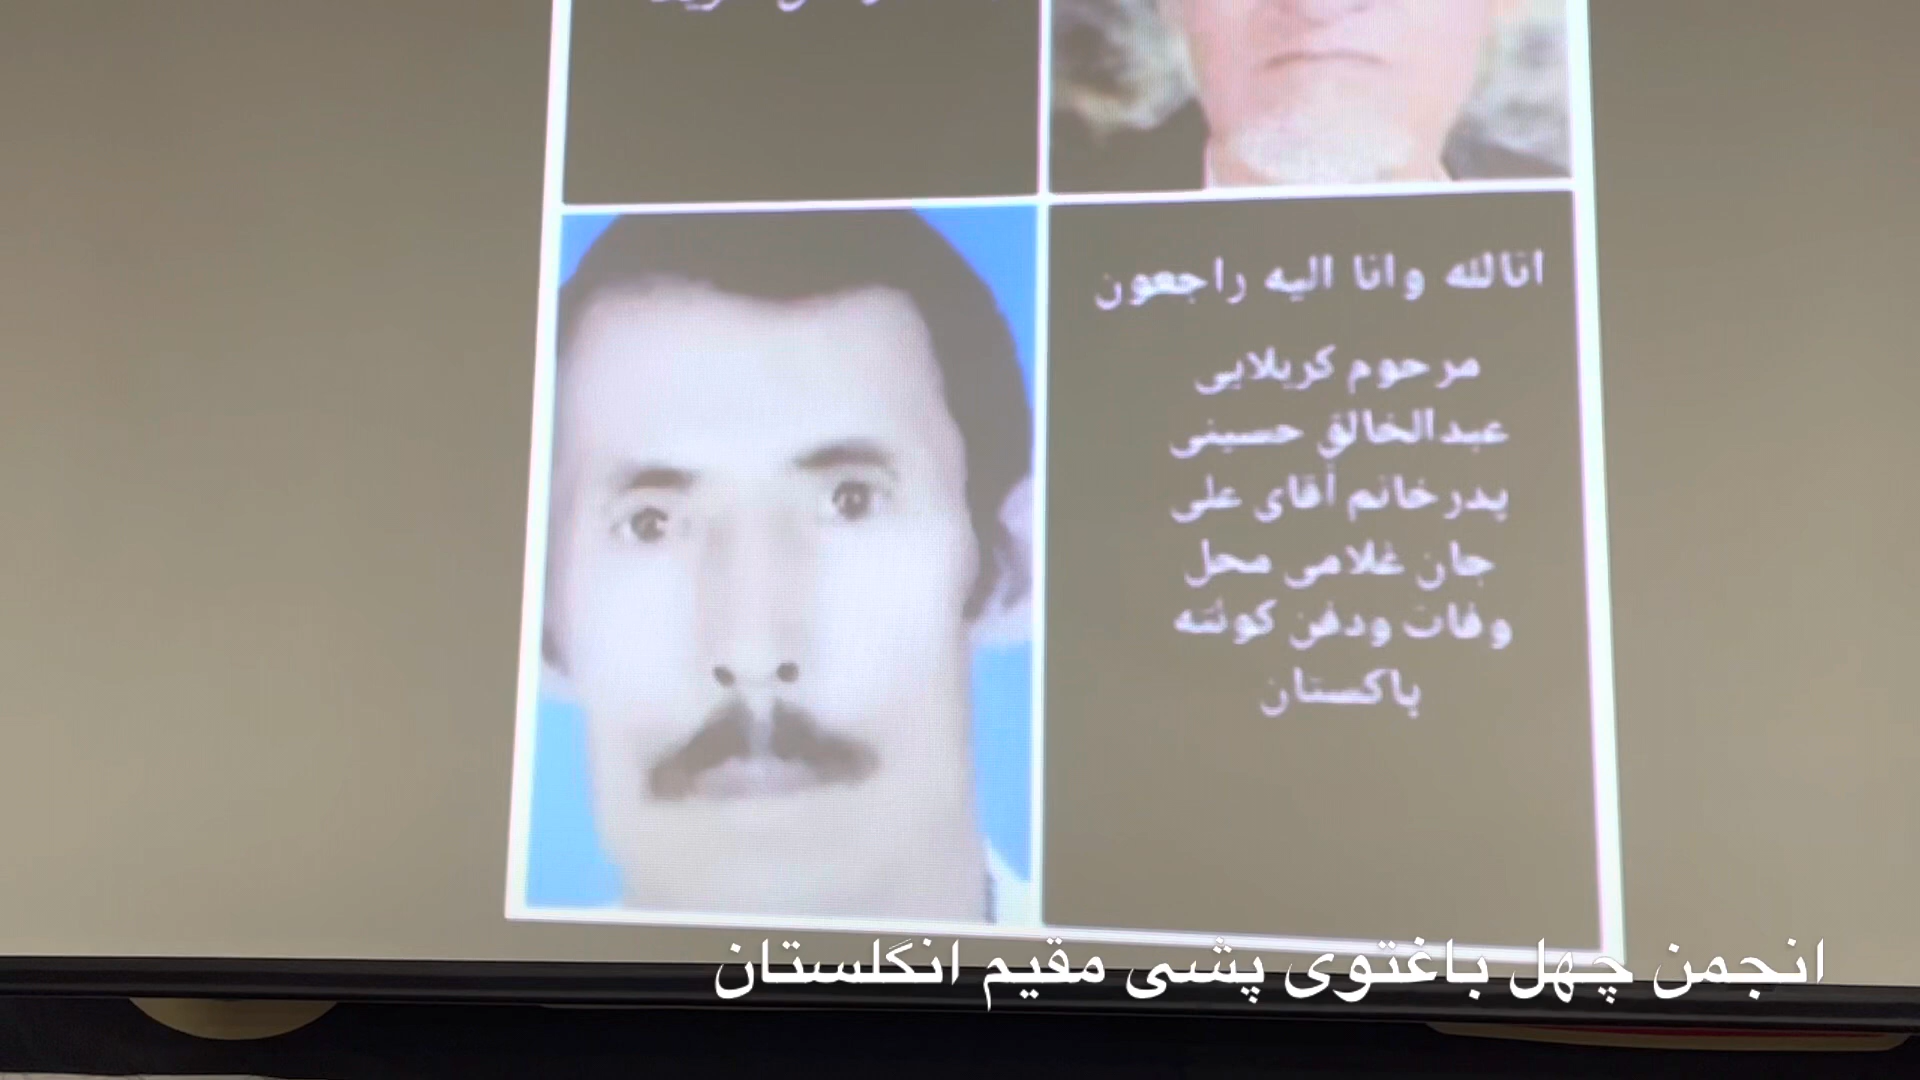 انالله وانا الیه راجعون
مرحوم کربلایی
عبدالخالق حسینی
پدرخانم آقای علی
جان غلامی محل
وفات ودفن کوئته
پاکستان
انجمن چهل باغتوی پشی مقیم انگلستان